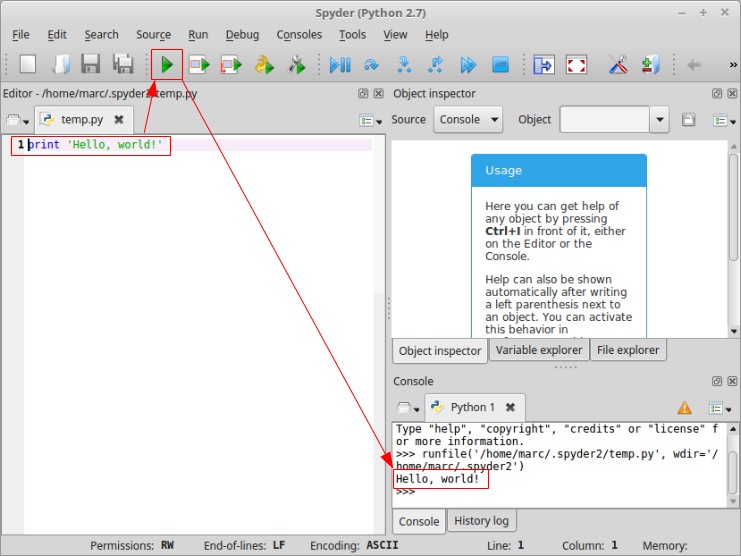 Spyder (Python 2.7)
File Edit Search Source Run Debug Consoles Tools View Help
»
Editor - /home/marc/.spyder2/temp.py
temp.py
1 print 'Hello, world!'
Object inspector
Source Console Object
Usage
Here you can get help of
any object by pressing
Ctrl+I in front of it, either
on the Editor or the
Console.
Help can also be shown
automatically after writing
a left parenthesis next to
an object. You can activate
this behavior in
Object inspector Variable explorer File explorer
Console
Python 1
Type "help", "copyright", "credits" or "license" f
or more information.
>>> runfile('/home/marc/.spyder2/temp.py', wdir='/
home/marc/.spyder2')
Hello, world!
>>>
Console History log
Permissions: RW End-of-lines: LF Encoding: ASCII Line: 1 Column: 1 Memory: